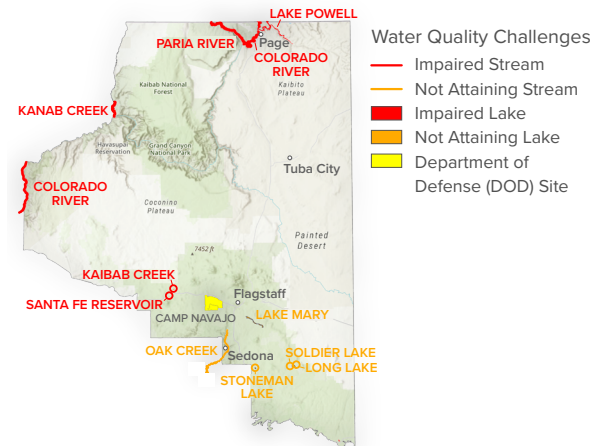 LAKE POWELL
PARIA RIVER
Page
COLORADO
RIVER
Water Quality Challenges
Impaired Stream
Not Attaining Stream
Impaired Lake
Not Attaining Lake
Department of
Defense (DOD) Site
Kaibab National
Forest
Kaibito
Plateau
KANAB CREEK
Havasupai
Reservation
Grand Canyon
National Park
Tuba City
COLORADO
RIVER
Coconino
Plateau
Painted
Desert
7452 ft
KAIBAB CREEK
SANTA FE RESERVOIR
Flagstaff
CAMP NAVAJO
LAKE MARY
OAK CREEK
Sedona
SOLDIER LAKE
LONG LAKE
STONEMAN
LAKE